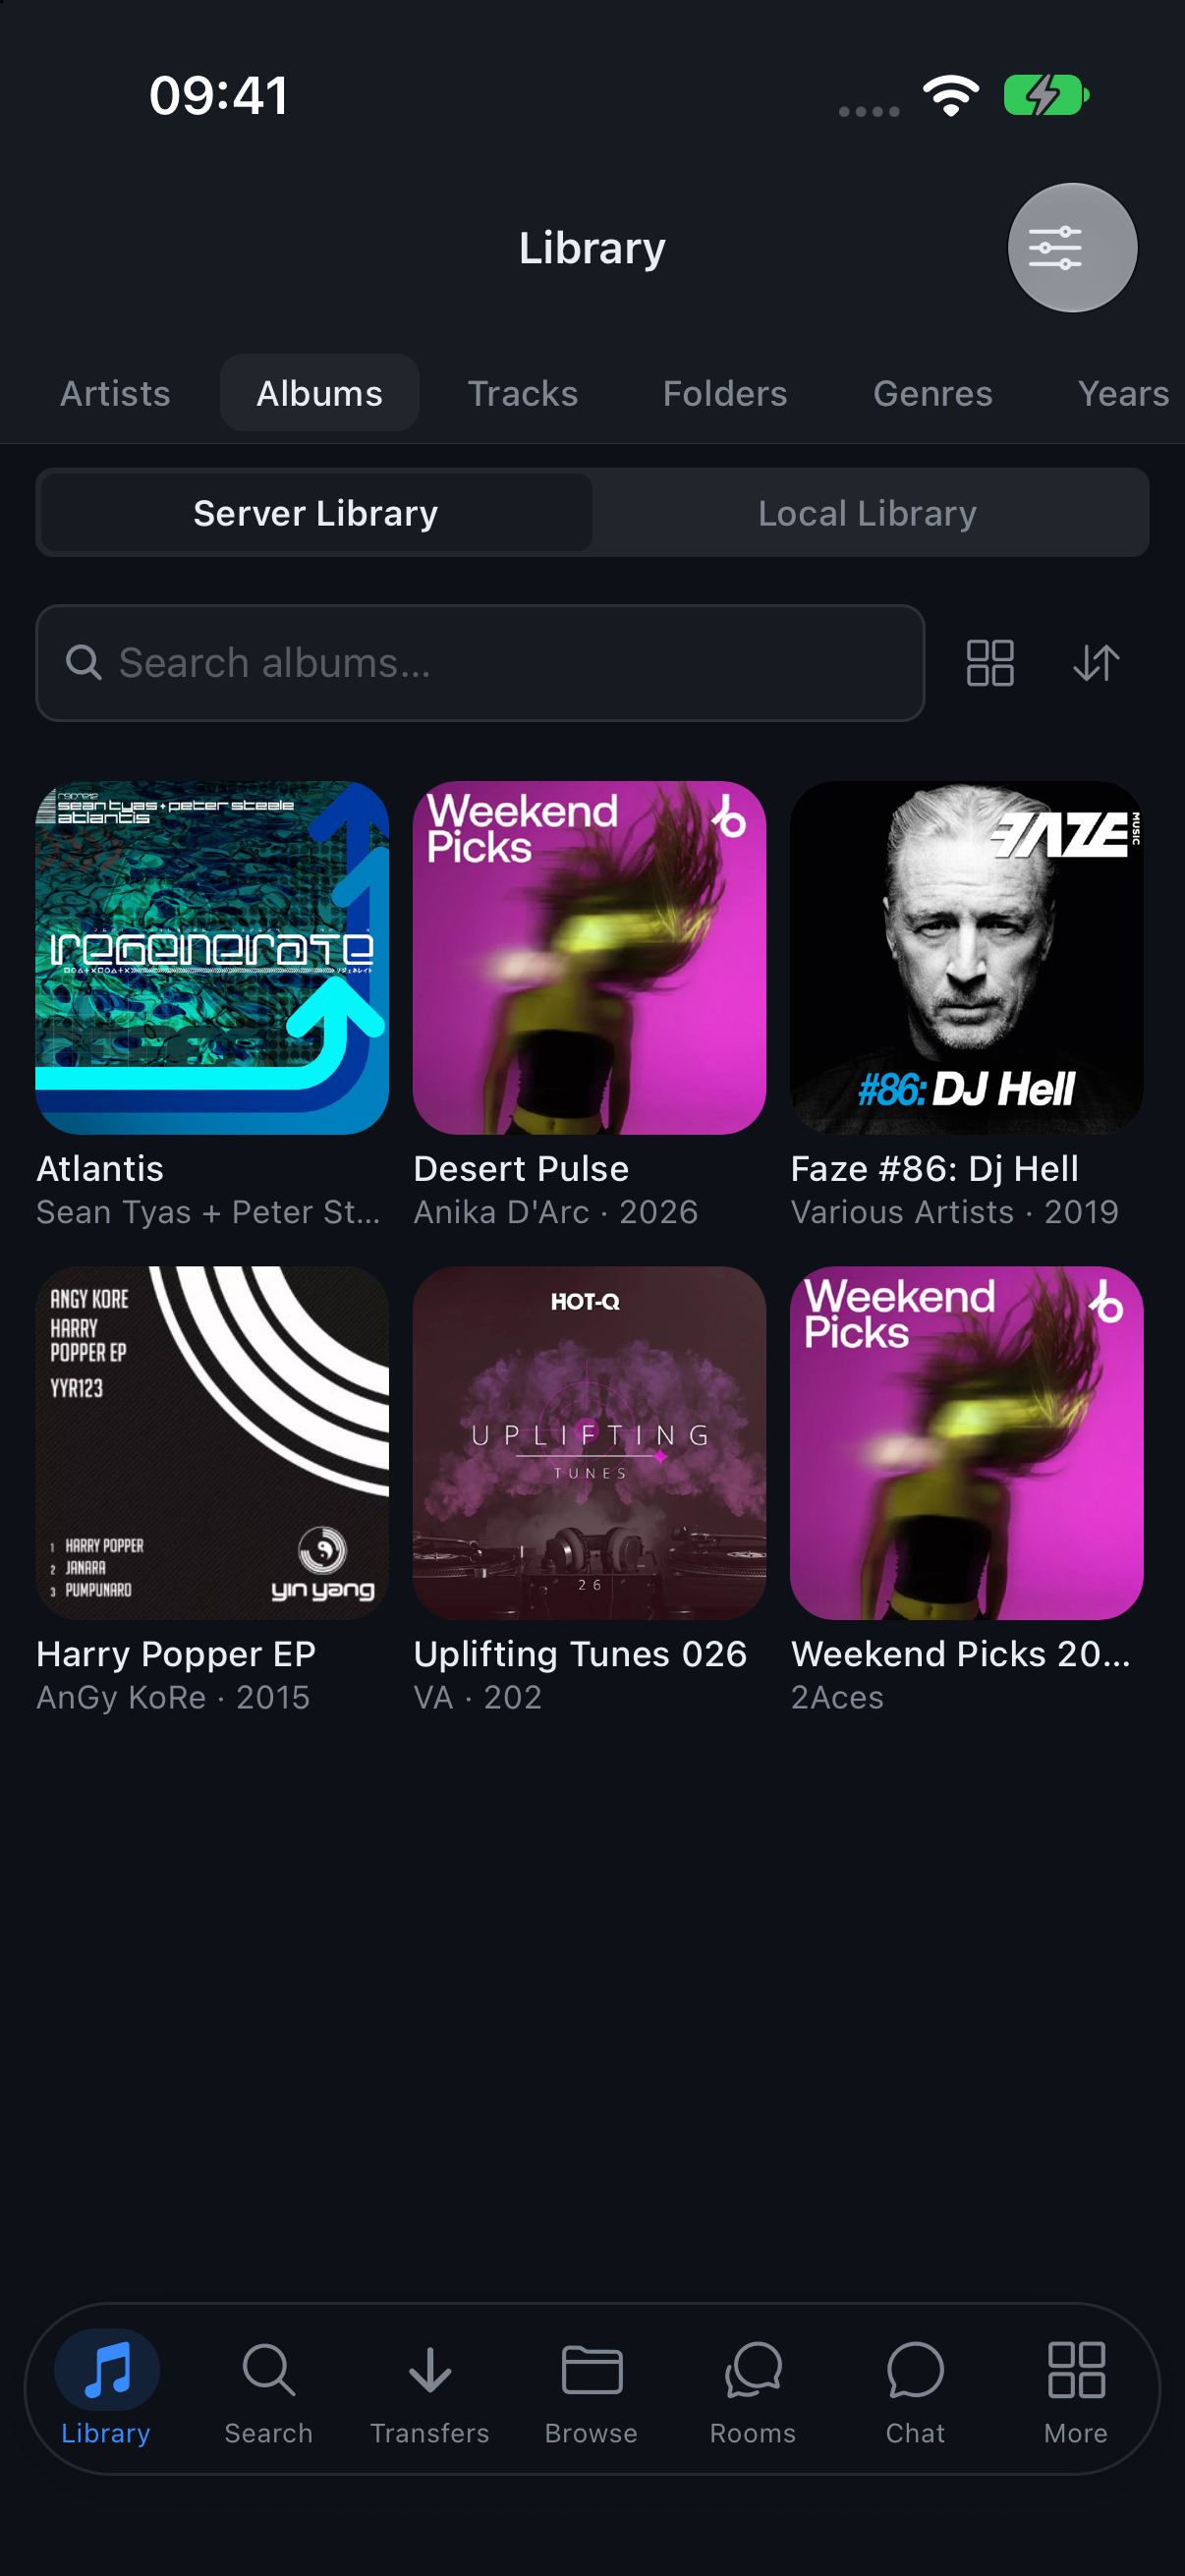 09:41
Library
Artists Albums Tracks Folders Genres Years
Server Library Local Library
Search albums...
regenerate
sean tyas + peter steele
atlantis
regenerate
Weekend
Picks
FAZE
MUSIC
#86: DJ Hell
Atlantis
Sean Tyas + Peter St...
Desert Pulse
Anika D'Arc · 2026
Faze #86: Dj Hell
Various Artists · 2019
ANGY KORE
HARRY
POPPER EP
YYR123
1 HARRY POPPER
2 JANARA
3 PUMPUNARO
yin yang
HOT-Q
UPLIFTING
TUNES
26
Weekend
Picks
Harry Popper EP
AnGy KoRe · 2015
Uplifting Tunes 026
VA · 202
Weekend Picks 20...
2Aces
Library Search Transfers Browse Rooms Chat More